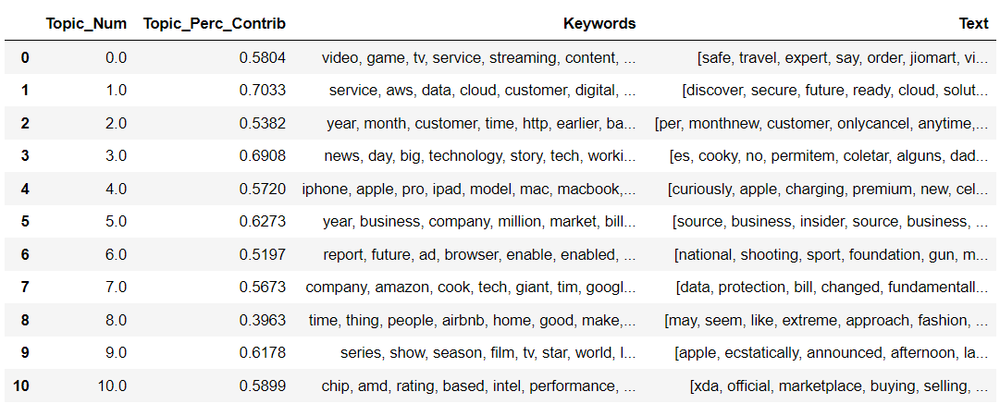 Topic_Num Topic_Perc_Contrib Keywords Text
0 0.0 0.5804 video, game, tv, service, streaming, content, ... [safe, travel, expert, say, order, jiomart, vi...
1 1.0 0.7033 service, aws, data, cloud, customer, digital, ... [discover, secure, future, ready, cloud, solut...
2 2.0 0.5382 year, month, customer, time, http, earlier, ba... [per, monthnew, customer, onlycancel, anytime,...
3 3.0 0.6908 news, day, big, technology, story, tech, worki... [es, cooky, no, permitem, coletar, alguns, dad...
4 4.0 0.5720 iphone, apple, pro, ipad, model, mac, macbook,... [curiously, apple, charging, premium, new, cel...
5 5.0 0.6273 year, business, company, million, market, bill... [source, business, insider, source, business, ...
6 6.0 0.5197 report, future, ad, browser, enable, enabled, ... [national, shooting, sport, foundation, gun, m...
7 7.0 0.5673 company, amazon, cook, tech, giant, tim, googl... [data, protection, bill, changed, fundamentall...
8 8.0 0.3963 time, thing, people, airbnb, home, good, make,... [may, seem, like, extreme, approach, fashion, ...
9 9.0 0.6178 series, show, season, film, tv, star, world, l... [apple, ecstatically, announced, afternoon, la...
10 10.0 0.5899 chip, amd, rating, based, intel, performance, ... [xda, official, marketplace, buying, selling, ...